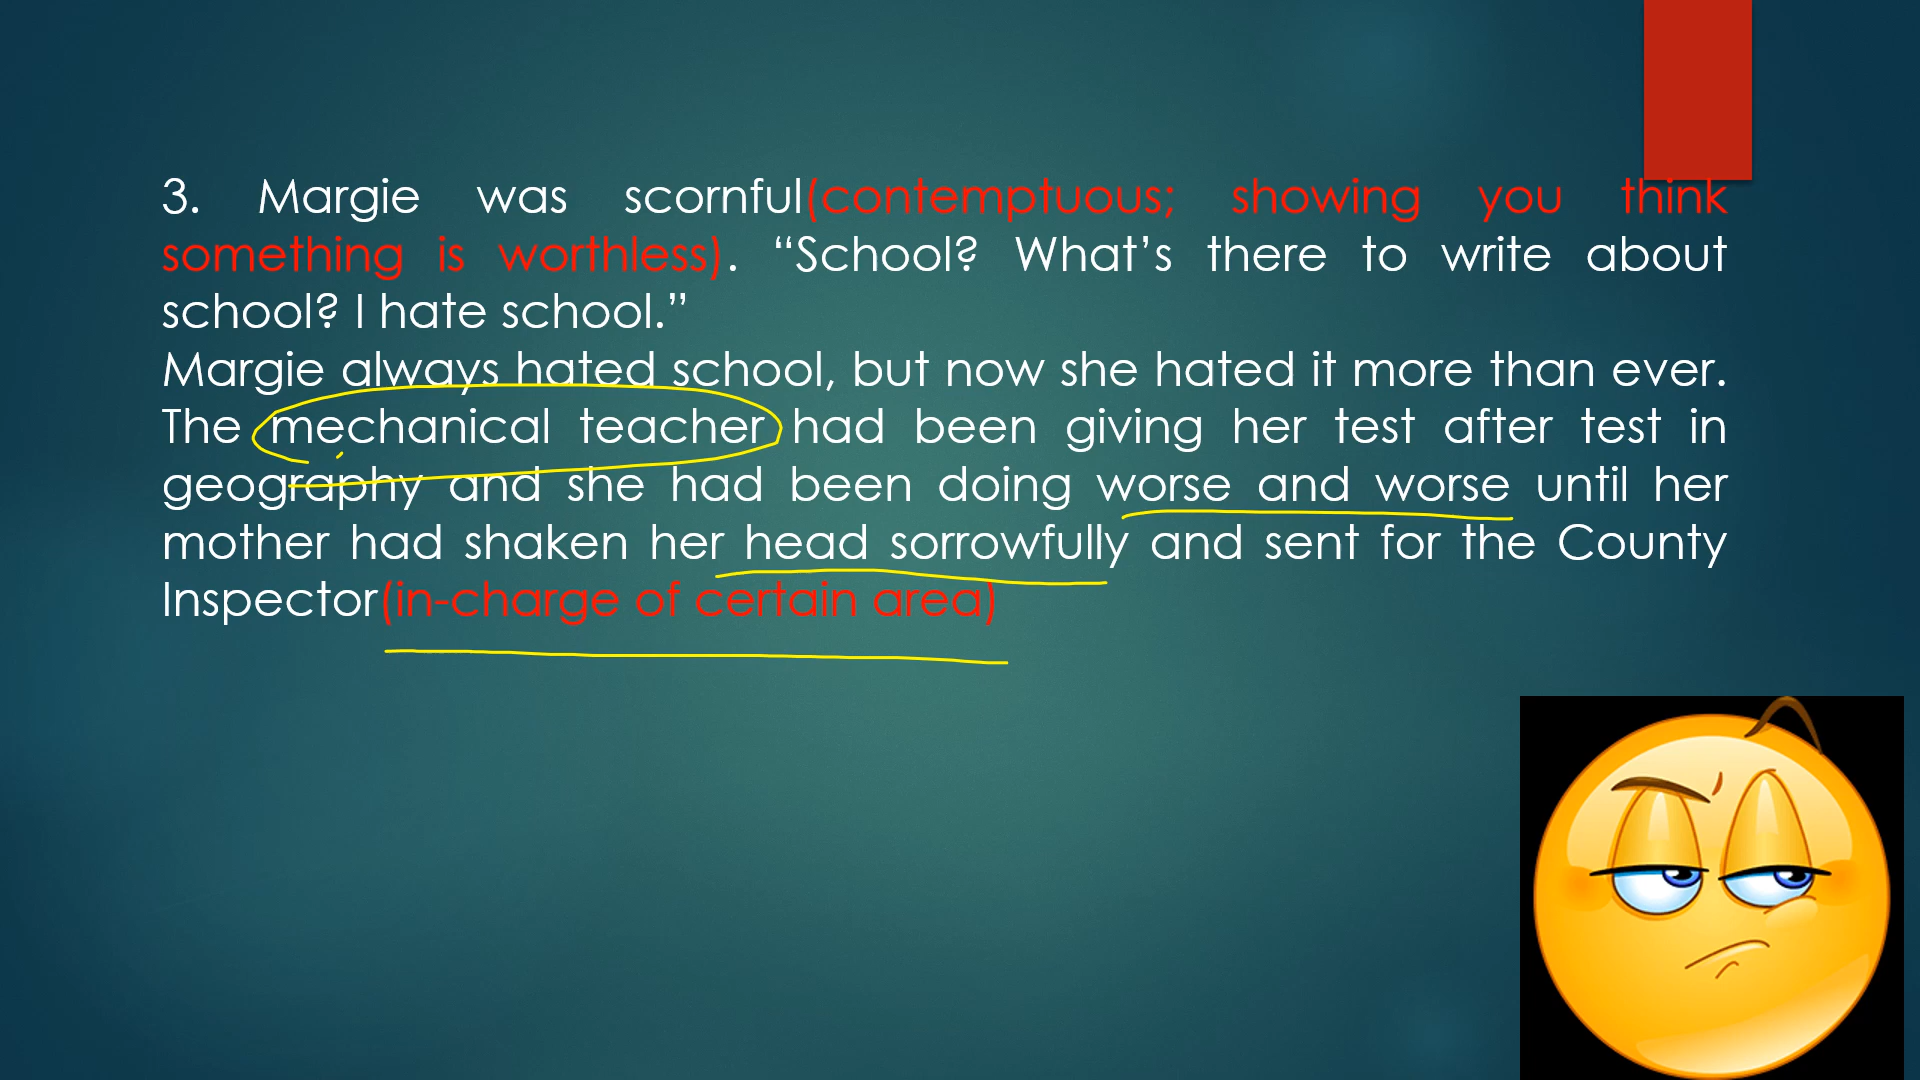 3. Margie was scornful(contemptuous; showing you think
something is worthless). “School? What’s there to write about
school? I hate school.”
Margie always hated school, but now she hated it more than ever.
The mechanical teacher had been giving her test after test in
geography and she had been doing worse and worse until her
mother had shaken her head sorrowfully and sent for the County
Inspector(in-charge of certain area)